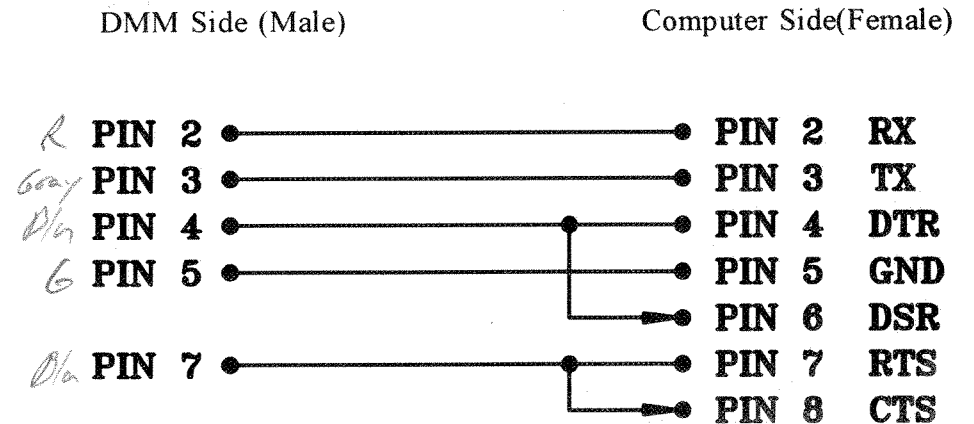 DMM Side (Male) Computer Side(Female)
R PIN 2 PIN 2 RX
Gray PIN 3 PIN 3 TX
PIN 4 PIN 4 DTR
G PIN 5 PIN 5 GND
PIN 6 DSR
PIN 7 PIN 7 RTS
PIN 8 CTS